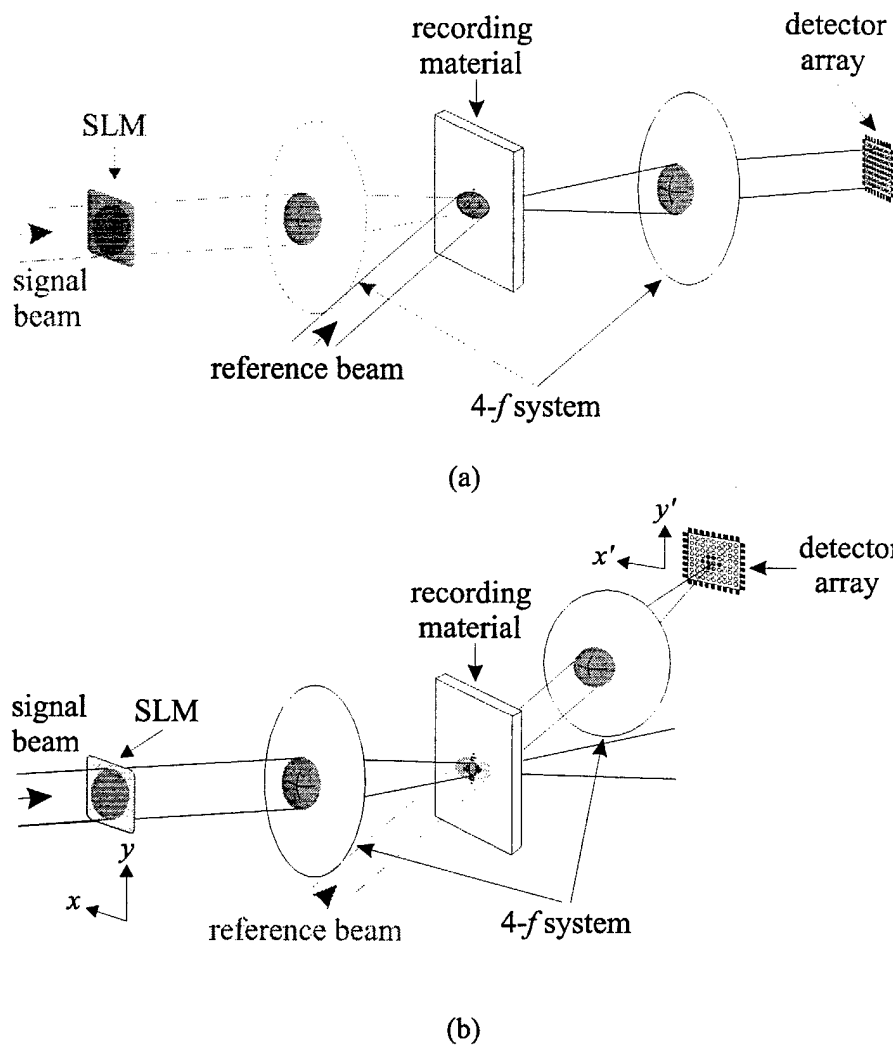 recording
material
detector
array
SLM
signal
beam
reference beam
4-f system
(a)
y'
x'
detector
array
recording
material
signal
beam
SLM
y
x
reference beam
4-f system
(b)